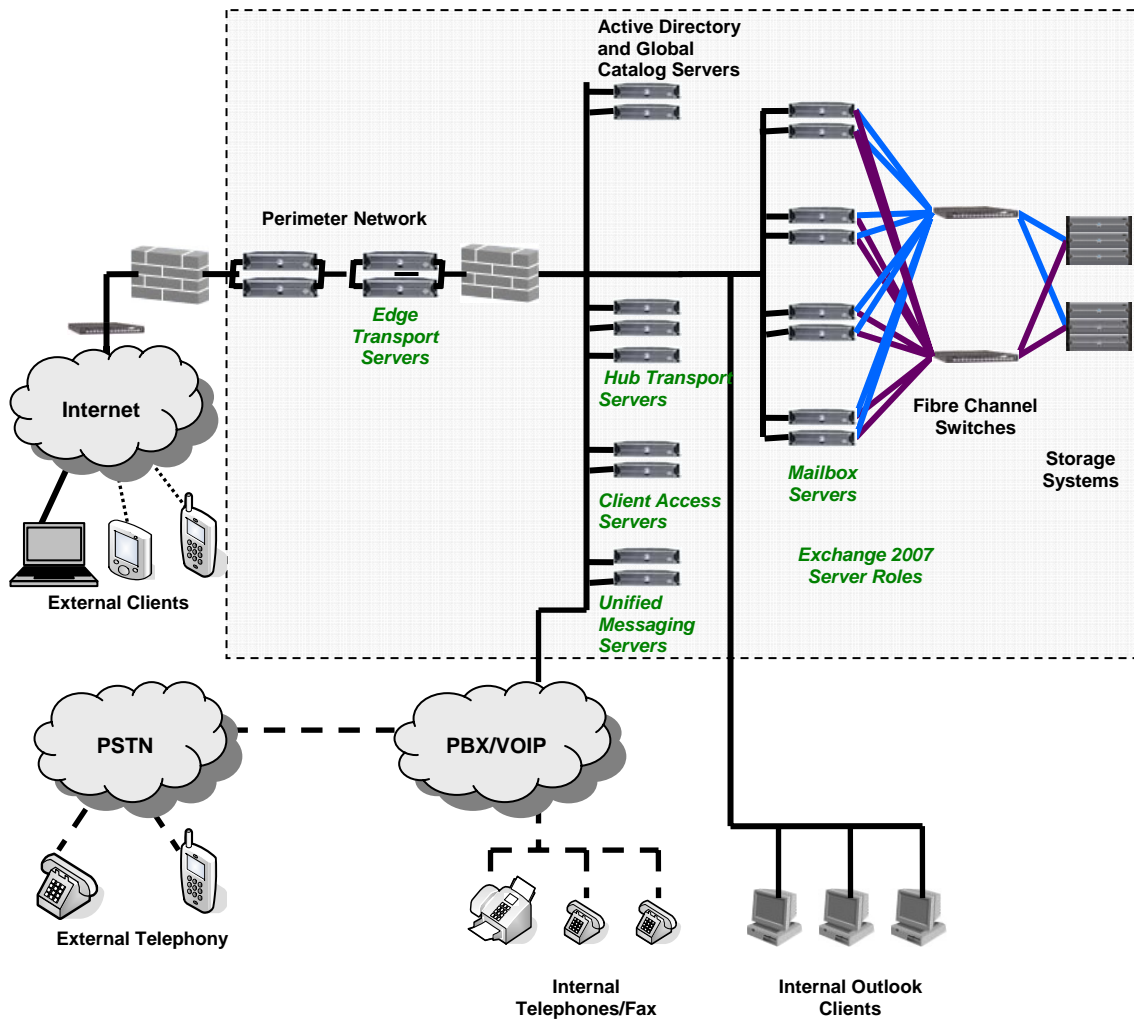 Active Directory
and Global
Catalog Servers
Perimeter Network
Edge
Transport
Servers
Hub Transport
Servers
Internet
Fibre Channel
Switches
Storage
Systems
Mailbox
Servers
Client Access
Servers
Exchange 2007
Server Roles
External Clients
Unified
Messaging
Servers
PSTN
PBX/VOIP
External Telephony
Internal
Telephones/Fax
Internal Outlook
Clients